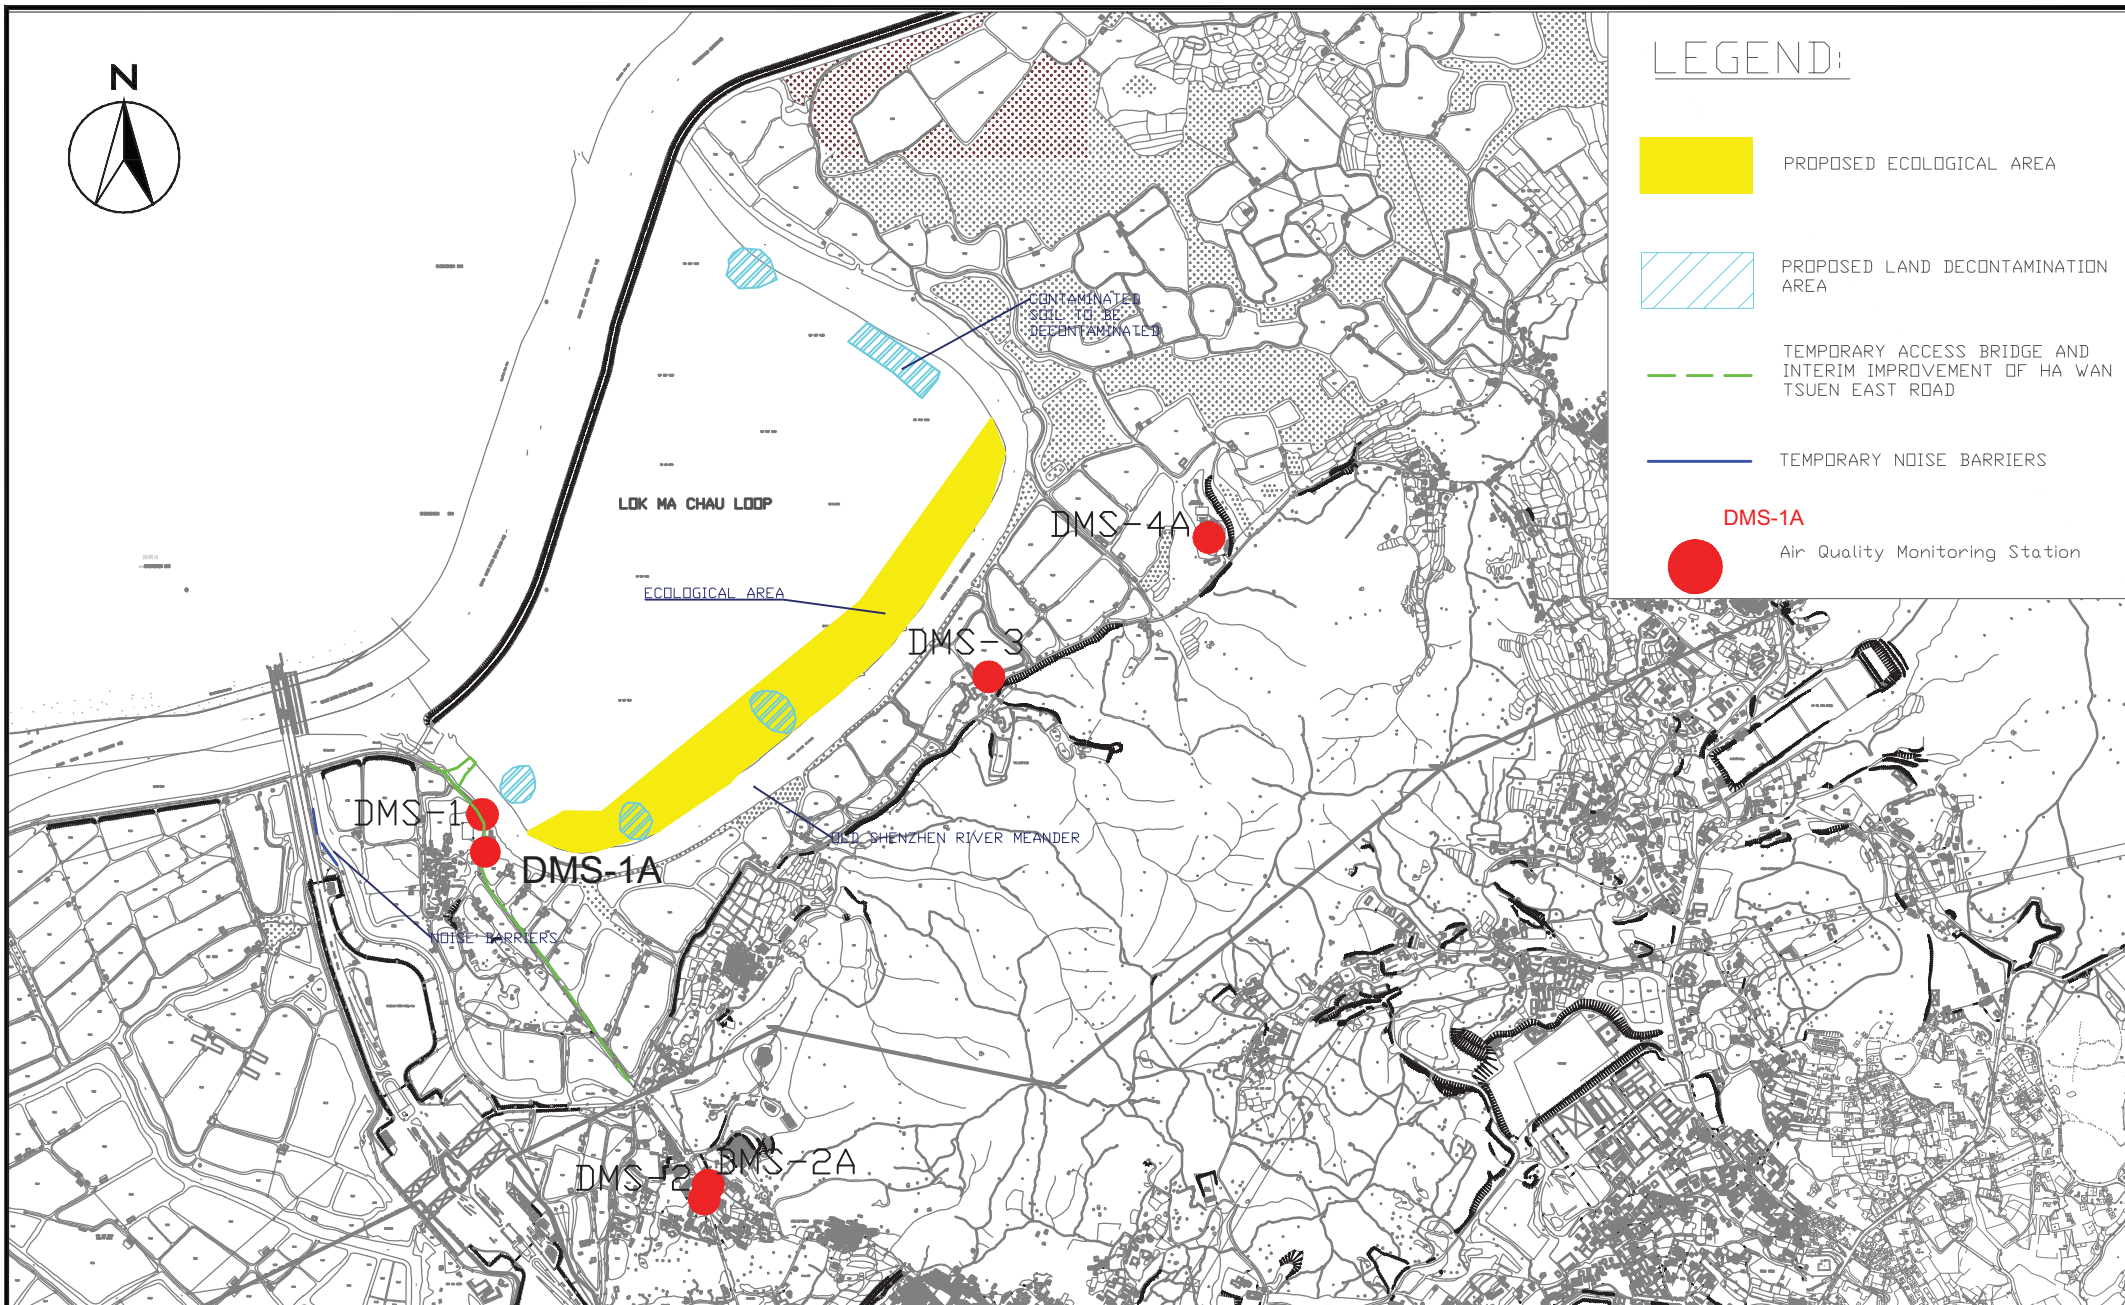 N
LEGEND:
PROPOSED ECOLOGICAL AREA
PROPOSED LAND DECONTAMINATION
AREA
TEMPORARY ACCESS BRIDGE AND
INTERIM IMPROVEMENT OF HA WAN
TSUEN EAST ROAD
TEMPORARY NOISE BARRIERS
DMS-1A
Air Quality Monitoring Station
CONTAMINATED
SOIL TO BE
DECONTAMINATED
LOK MA CHAU LOOP
DMS-4A
ECOLOGICAL AREA
DMS-3
DMS-1
OLD SHENZHEN RIVER MEANDER
DMS-1A
NOISE BARRIERS
DMS-2A
DMS-2